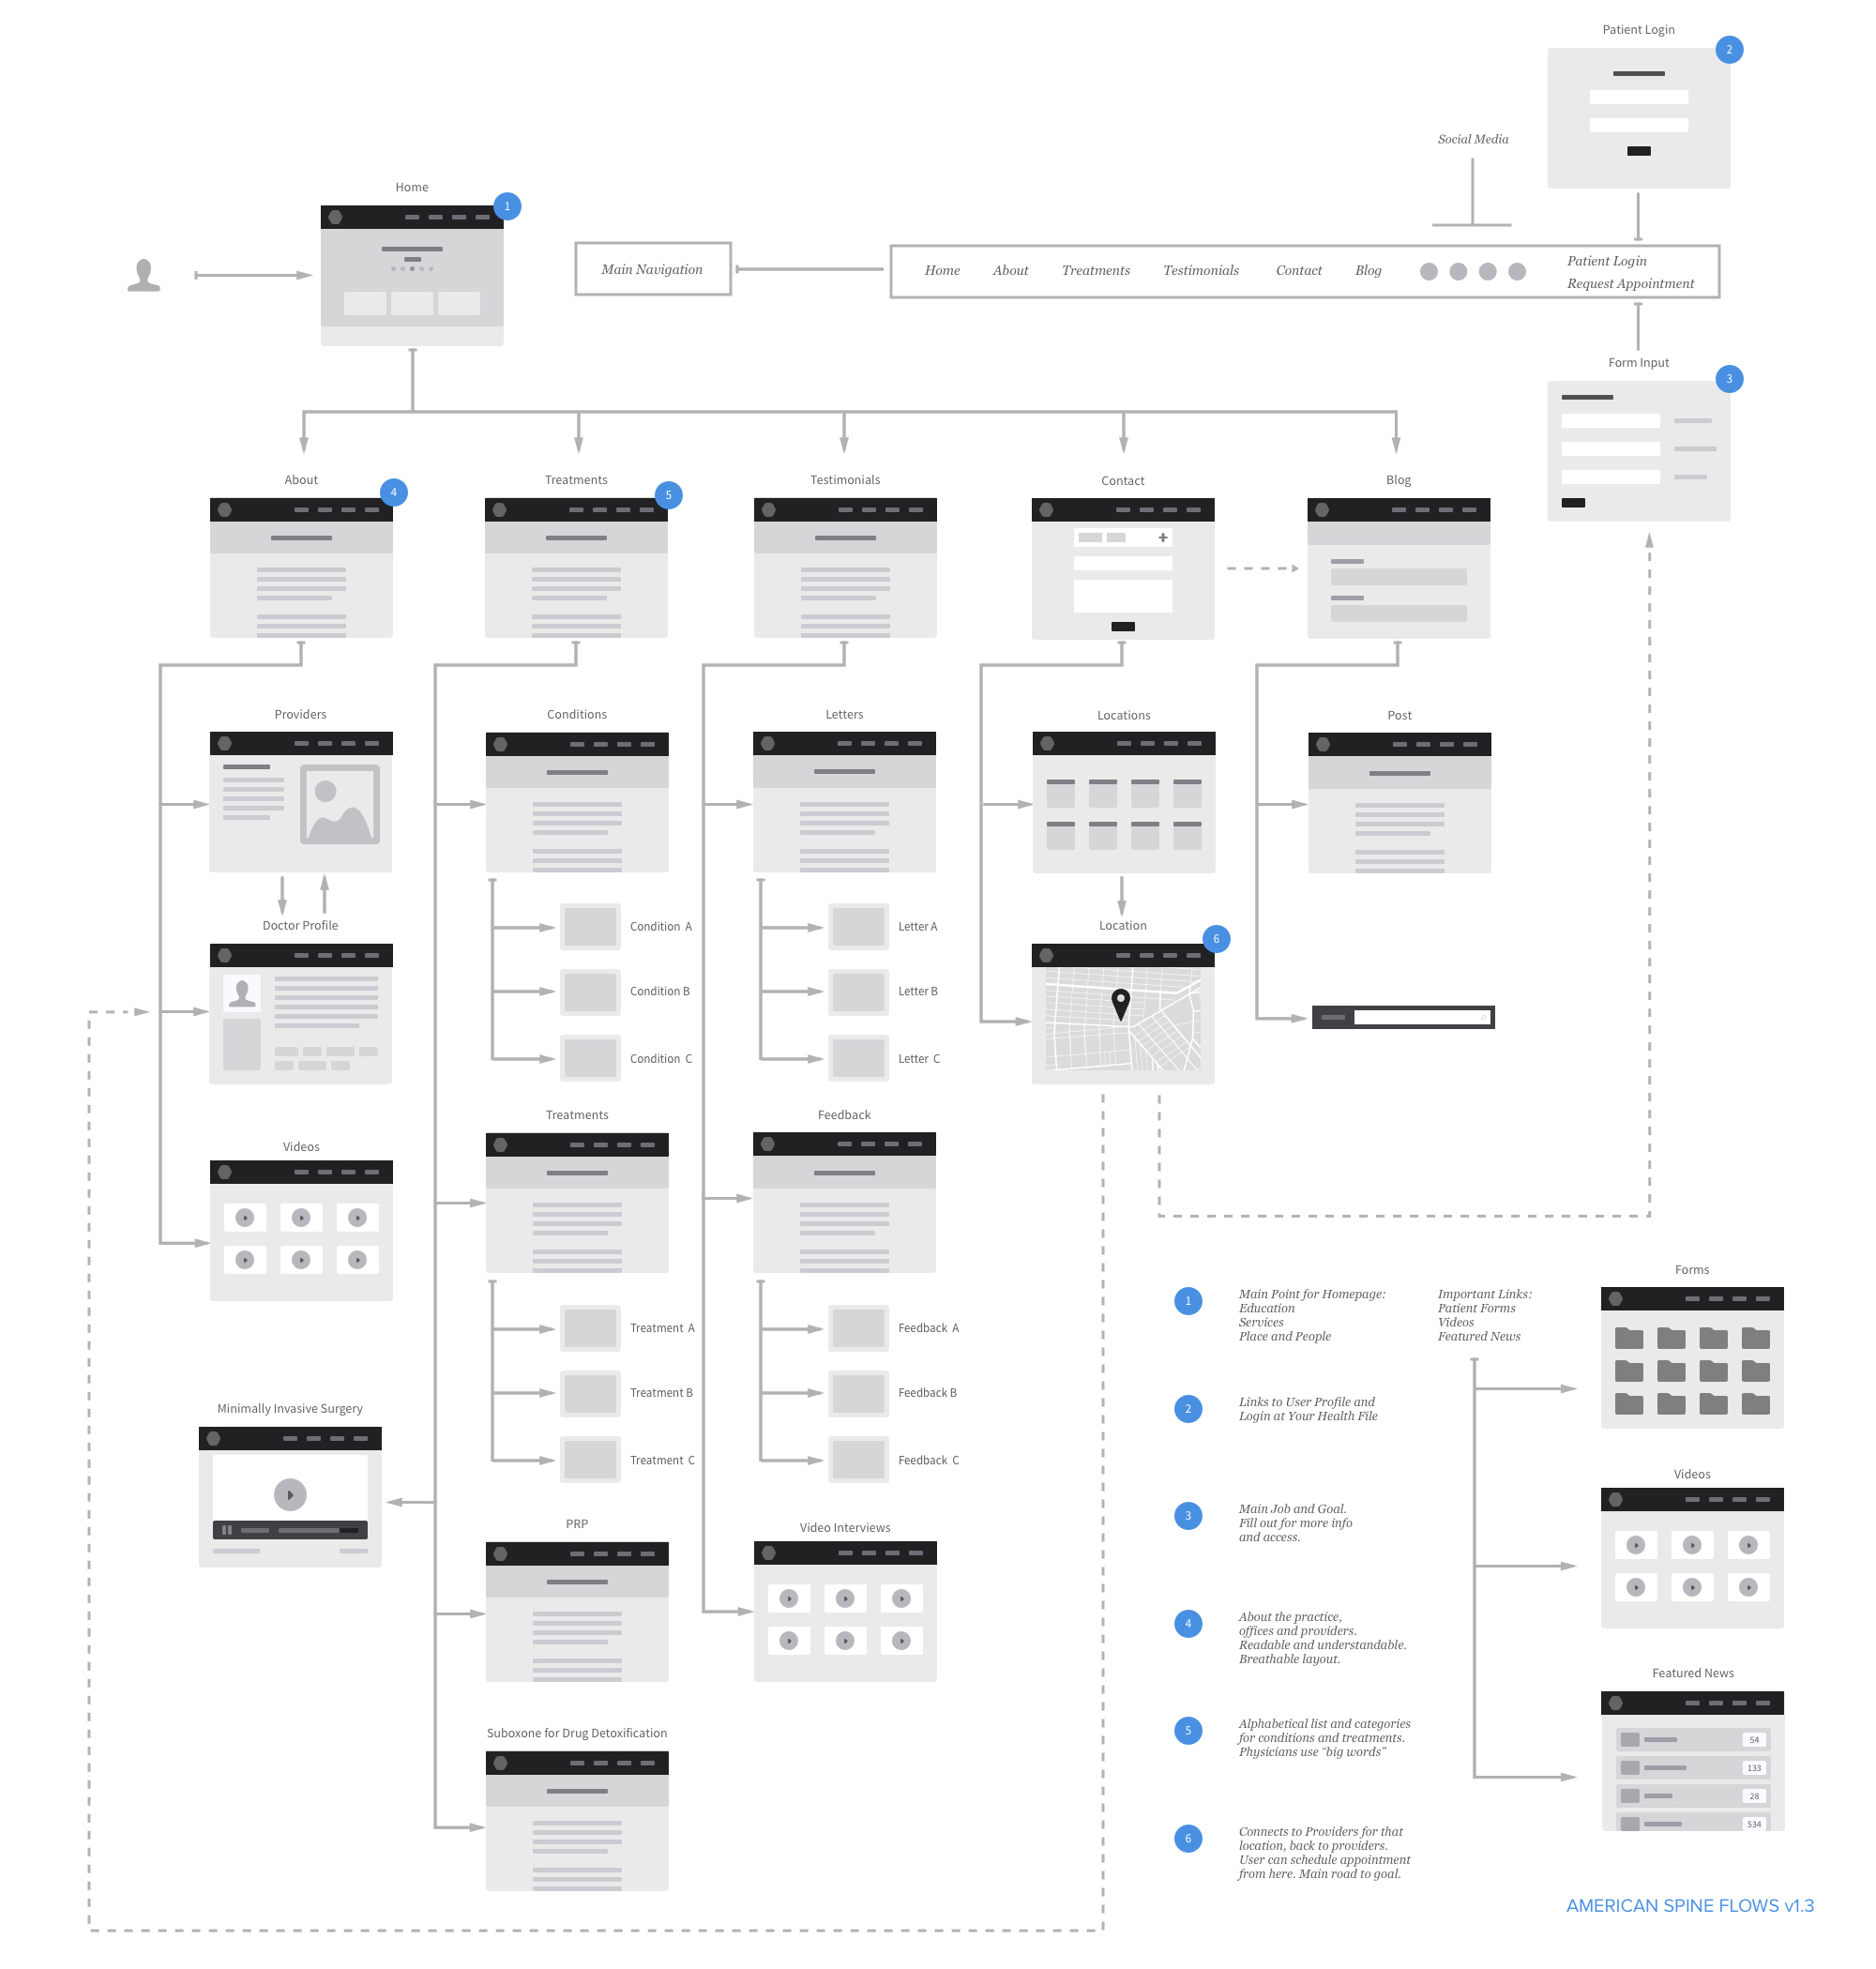 Patient Login
2
Social Media
Home
1
Main Navigation
Home About Treatments Testimonials Contact Blog
Patient Login
Request Appointment
Form Input
3
About
4
Treatments
5
Testimonials
Contact
Blog
Providers
Conditions
Letters
Locations
Post
Doctor Profile
Condition A
Letter A
Location
6
Condition B
Letter B
Condition C
Letter C
Videos
Treatments
Feedback
Treatment A
Feedback A
Treatment B
Feedback B
Treatment C
Feedback C
Minimally Invasive Surgery
PRP
Video Interviews
Suboxone for Drug Detoxification
1
Main Point for Homepage:
Education
Services
Place and People
Important Links:
Patient Forms
Videos
Featured News
2
Links to User Profile and
Login at Your Health File
3
Main Job and Goal.
Fill out for more info
and access.
4
About the practice,
offices and providers.
Readable and understandable.
Breathable layout.
5
Alphabetical list and categories
for conditions and treatments.
Physicians use “big words”
6
Connects to Providers for that
location, back to providers.
User can schedule appointment
from here. Main road to goal.
Forms
Videos
Featured News
54
133
28
534
AMERICAN SPINE FLOWS v1.3